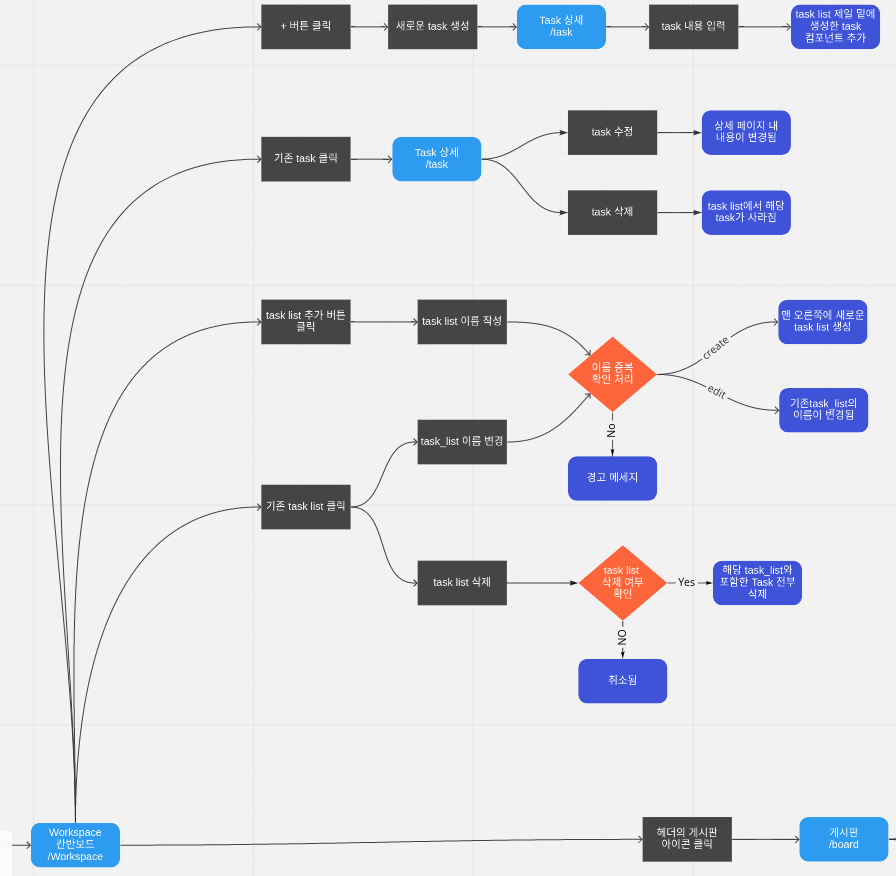 + 버튼 클릭
새로운 task 생성
Task 상세
/task
task 내용 입력
task list 제일 밑에
생성한 task
컴포넌트 추가
기존 task 클릭
Task 상세
/task
task 수정
상세 페이지 내
내용이 변경됨
task 삭제
task list에서 해당
task가 사라짐
task list 추가 버튼
클릭
task list 이름 작성
이름 중복
확인 처리
create
맨 오른쪽에 새로운
task list 생성
edit
기존task_list의
이름이 변경됨
No
경고 메세지
task_list 이름 변경
기존 task list 클릭
task list 삭제
task list
삭제 여부
확인
Yes
해당 task_list와
포함한 Task 전부
삭제
NO
취소됨
Workspace
칸반보드
/Workspace
헤더의 게시판
아이콘 클릭
게시판
/board